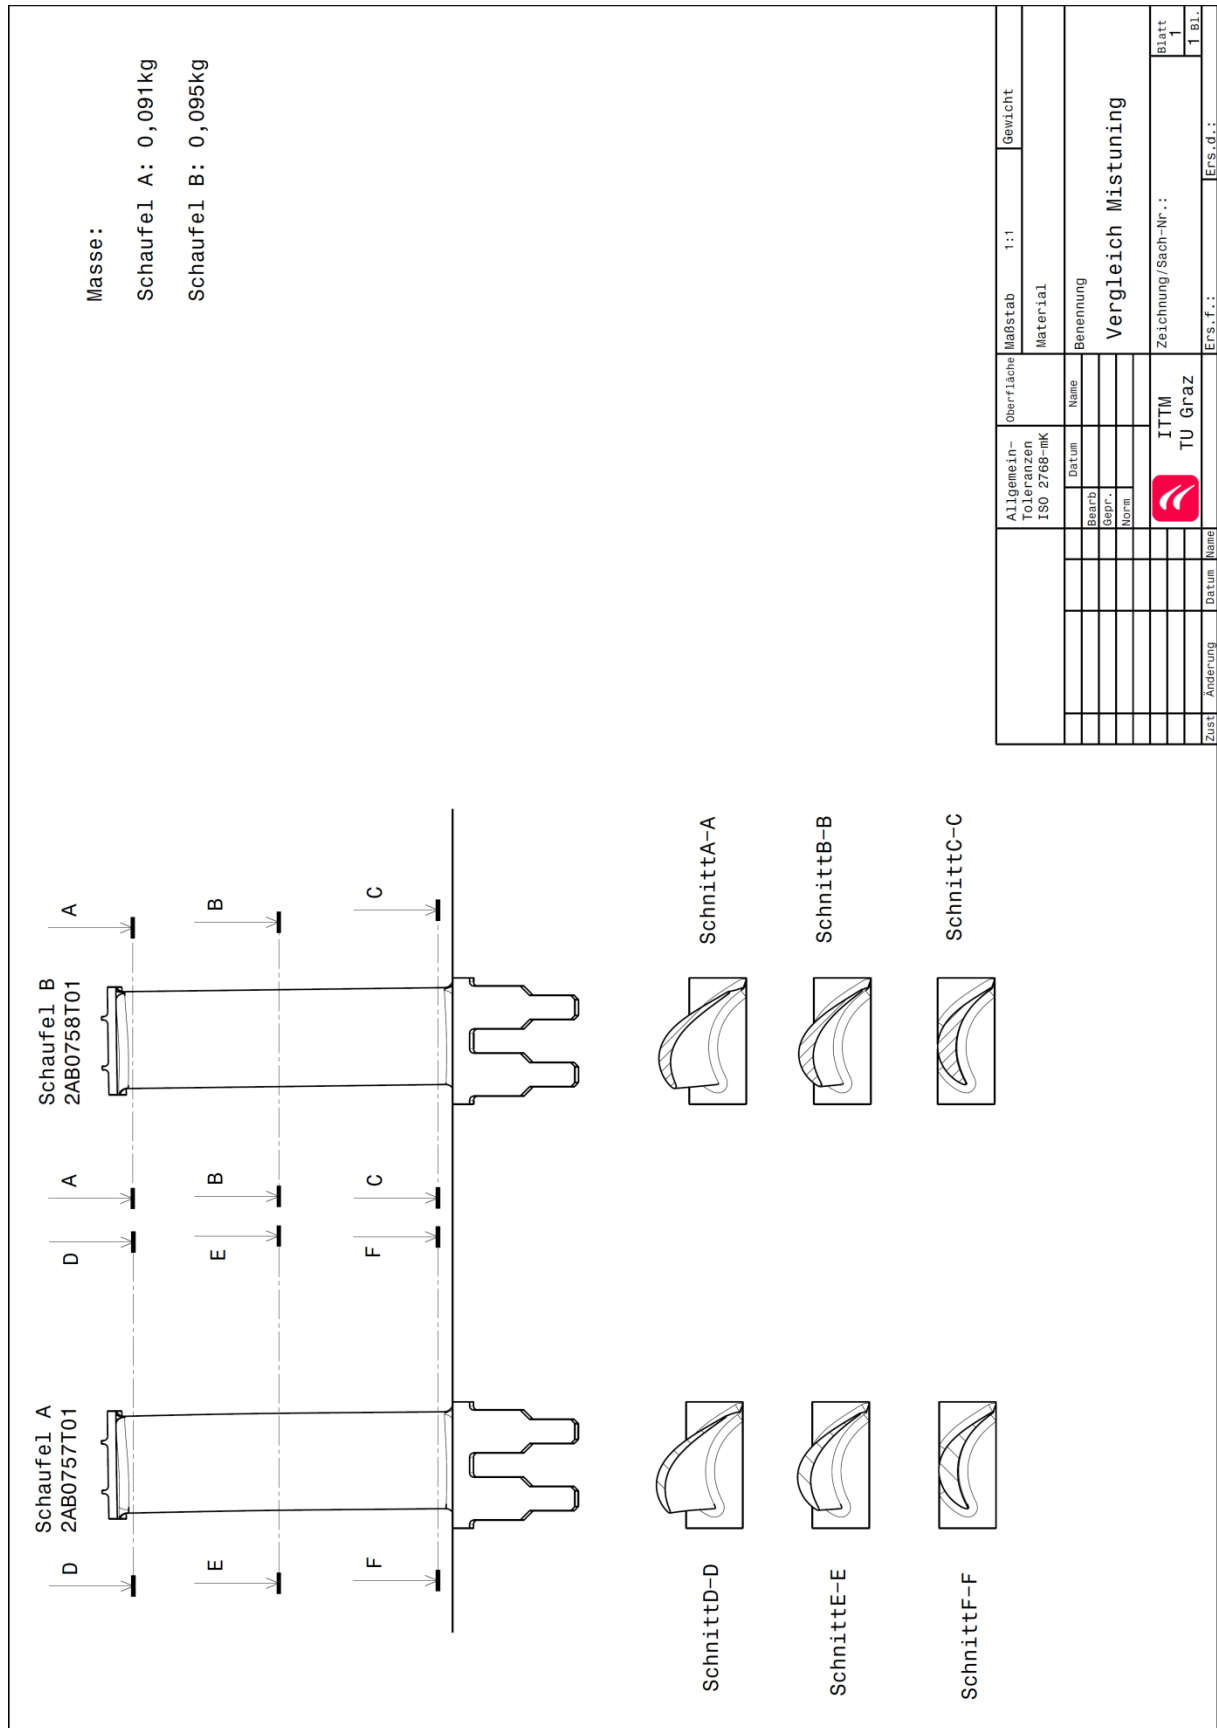 Masse:
Schaufel A: 0,091kg
Schaufel B: 0,095kg
Schaufel A
2AB0757T01
Schaufel B
2AB0758T01
D
D
A
A
E
E
B
B
F
F
C
C
SchnittD-D
SchnittA-A
SchnittE-E
SchnittB-B
SchnittF-F
SchnittC-C
Allgemein-
Toleranzen
ISO 2768-mK
Oberfläche
Maßstab 1:1
Gewicht
Material
Datum
Name
Benennung
Bearb
Gepr.
Norm
Vergleich Mistuning
ITTM
TU Graz
Zeichnung/Sach-Nr.:
Blatt
1
1 Bl.
Zust
Änderung
Datum
Name
Ers.f.:
Ers.d.: